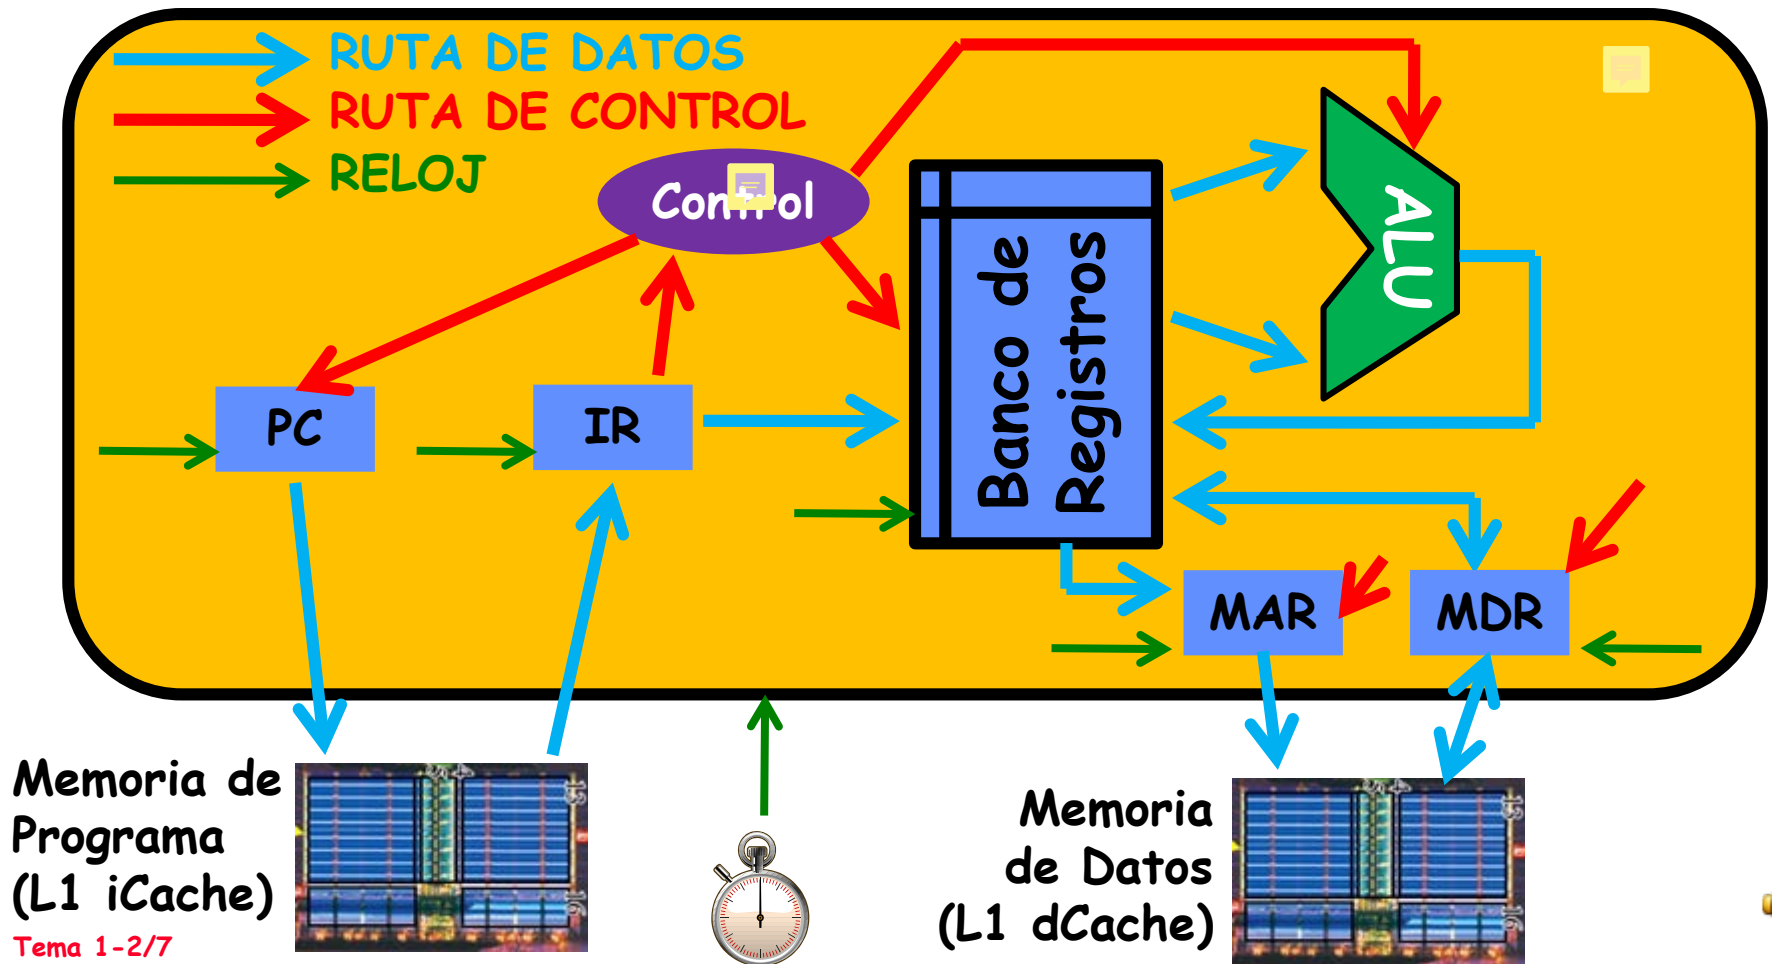 RUTA DE DATOS
RUTA DE CONTROL
RELOJ
Control
ALU
Banco de
Registros
PC
IR
MAR
MDR
Memoria de
Programa
(L1 iCache)
Memoria
de Datos
(L1 dCache)
Tema 1-2/7